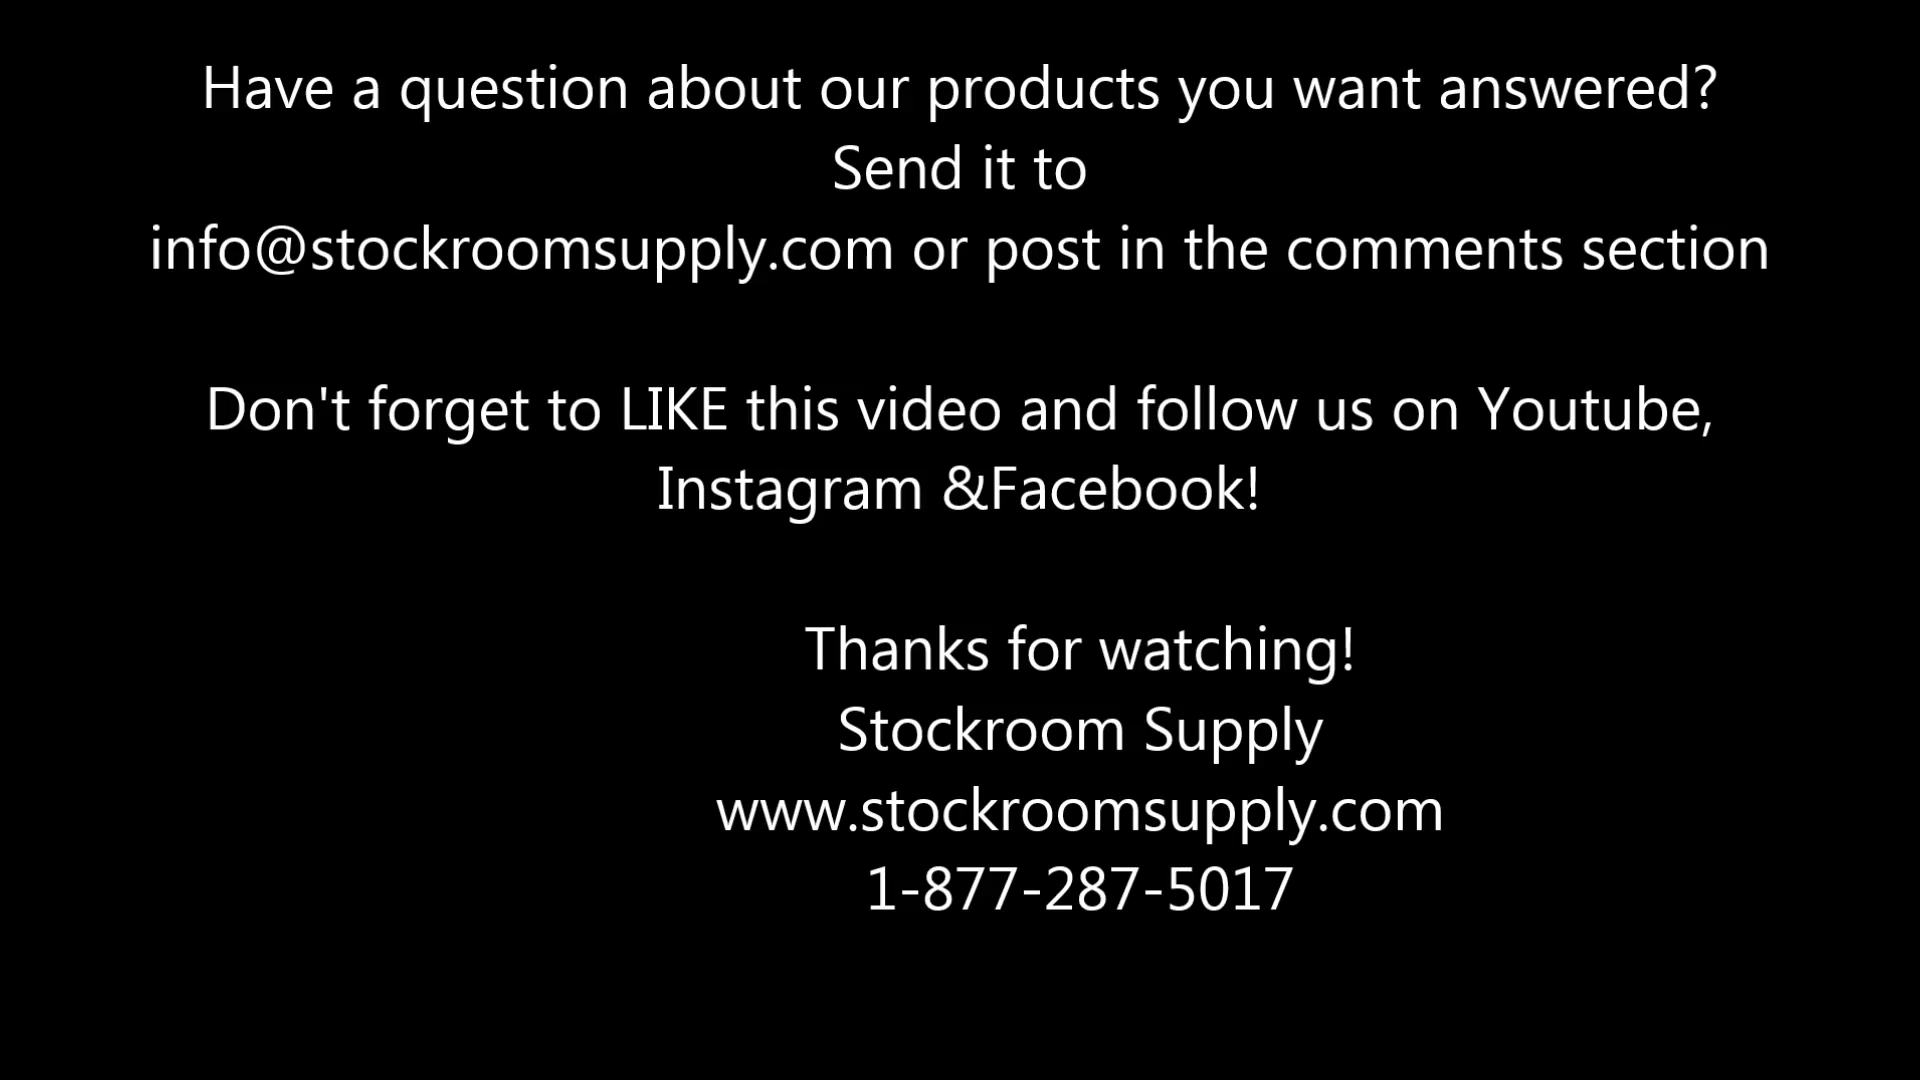 Have a question about our products you want answered?
Send it to
info@stockroomsupply.com or post in the comments section
Don't forget to LIKE this video and follow us on Youtube,
Instagram &Facebook!
Thanks for watching!
Stockroom Supply
www.stockroomsupply.com
1-877-287-5017